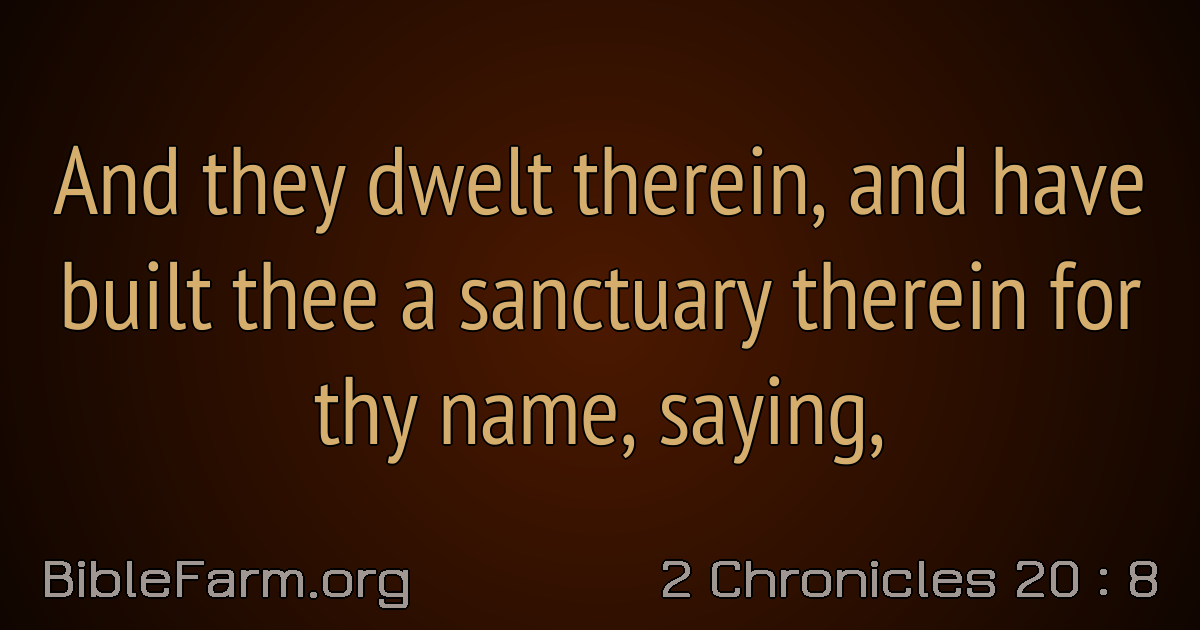 And they dwelt therein, and have
built thee a sanctuary therein for
thy name, saying,
BibleFarm.org
2 Chronicles 20 : 8